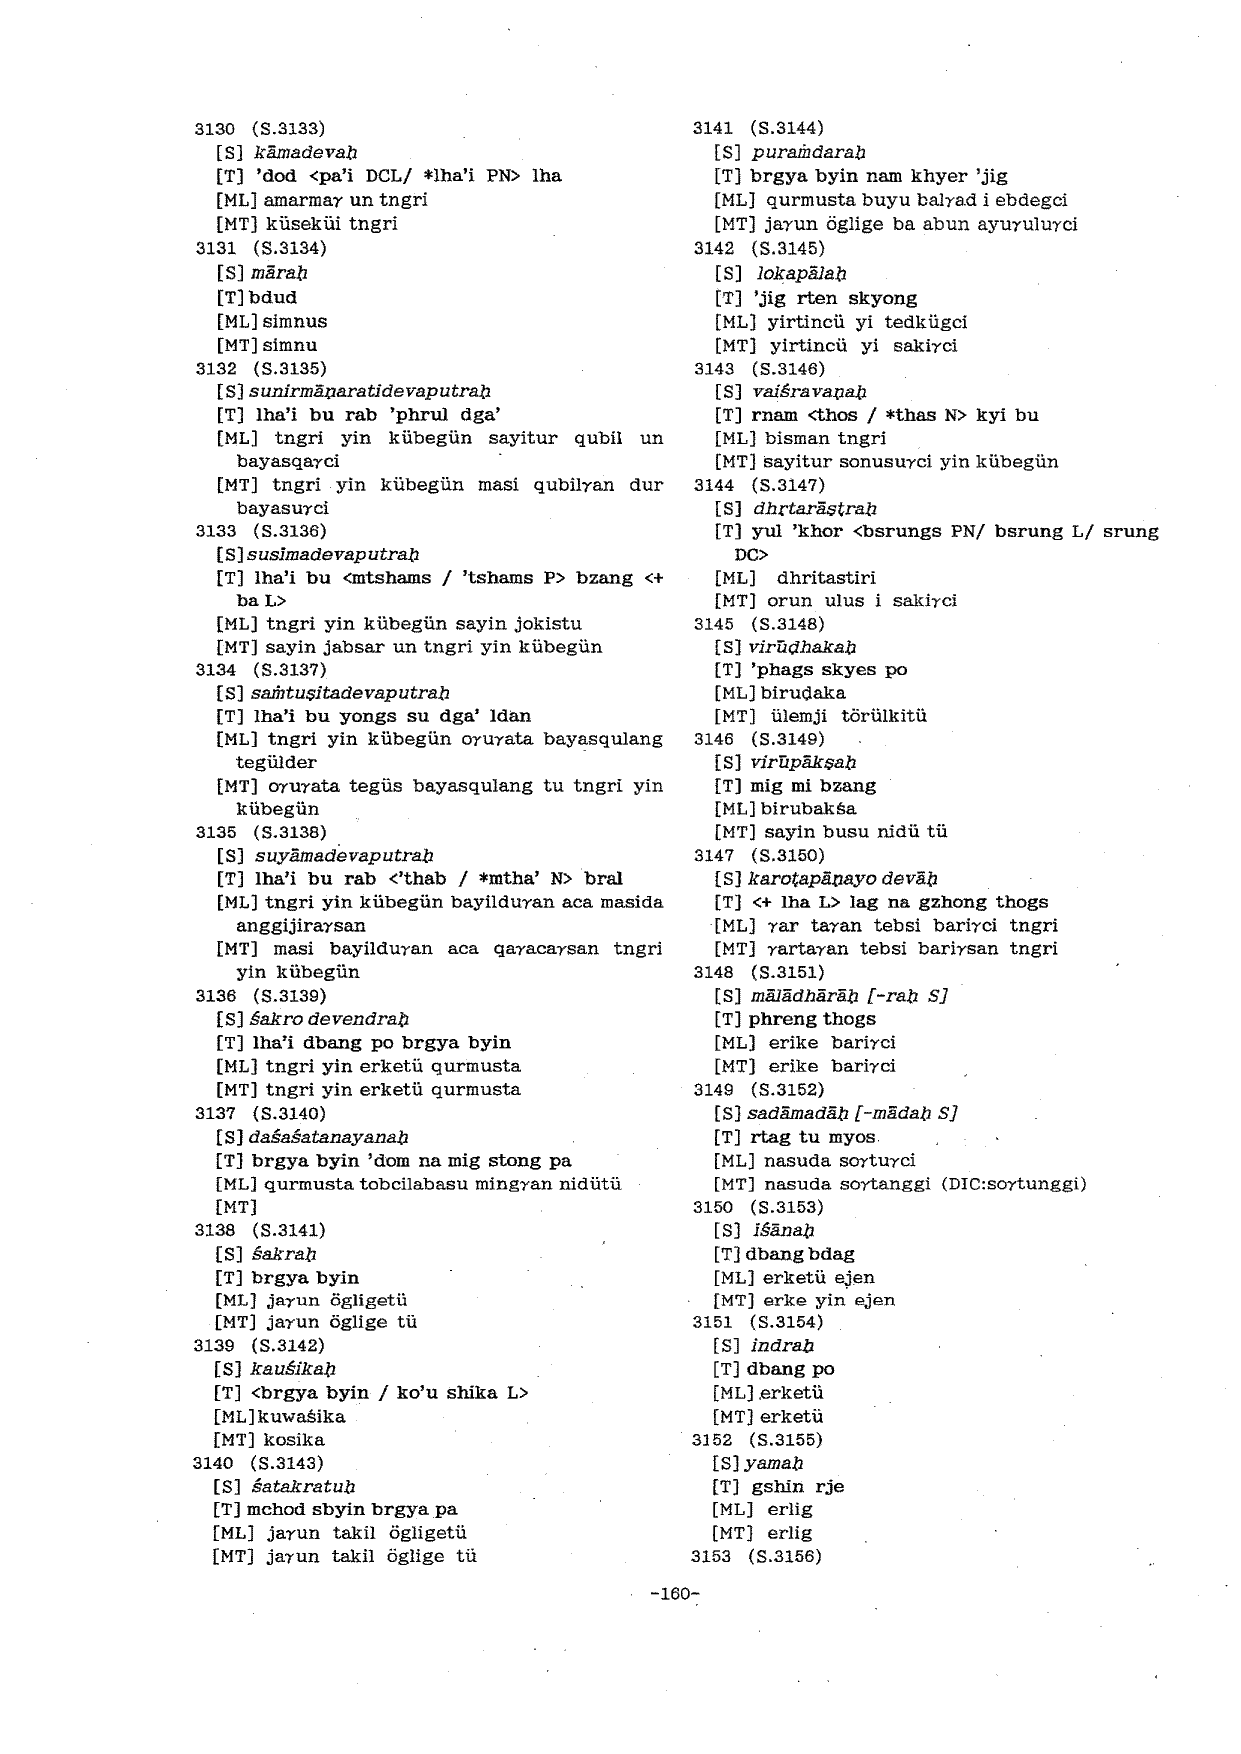 3130 (S.3133)
[S] kāmadevaḥ
[T] 'dod <pa'i DCL/ *lha'i PN> lha
[ML] amarmaγ un tngri
[MT] küseküi tngri
3131 (S.3134)
[S] māraḥ
[T] bdud
[ML] simnus
[MT] simnu
3132 (S.3135)
[S] sunirmāṇaratidevaputraḥ
[T] lha'i bu rab 'phrul dga'
[ML] tngri yin kübegün sayitur qubil un
bayasqaγci
[MT] tngri yin kübegün masi qubilγan dur
bayasuγci
3133 (S.3136)
[S] susīmadevaputraḥ
[T] lha'i bu <mtshams / 'tshams P> bzang <+
ba L>
[ML] tngri yin kübegün sayin jokistu
[MT] sayin jabsar un tngri yin kübegün
3134 (S.3137)
[S] saṁtuṣitadevaputraḥ
[T] lha'i bu yongs su dga' ldan
[ML] tngri yin kübegün oγuγata bayasqulang
tegülder
[MT] oγuγata tegüs bayasqulang tu tngri yin
kübegün
3135 (S.3138)
[S] suyāmadevaputraḥ
[T] lha'i bu rab <'thab / *mtha' N> bral
[ML] tngri yin kübegün bayilduγan aca masida
anggijiraγsan
[MT] masi bayilduγan aca qaγacaγsan tngri
yin kübegün
3136 (S.3139)
[S] śakro devendraḥ
[T] lha'i dbang po brgya byin
[ML] tngri yin erketü qurmusta
[MT] tngri yin erketü qurmusta
3137 (S.3140)
[S] daśaśatanayanaḥ
[T] brgya byin 'dom na mig stong pa
[ML] qurmusta tobcilabasu mingγan nidütü
[MT]
3138 (S.3141)
[S] śakraḥ
[T] brgya byin
[ML] jaγun ögligetü
[MT] jaγun öglige tü
3139 (S.3142)
[S] kauśikaḥ
[T] <brgya byin / ko'u shika L>
[ML] kuwaśika
[MT] kosika
3140 (S.3143)
[S] śatakratuḥ
[T] mchod sbyin brgya pa
[ML] jaγun takil ögligetü
[MT] jaγun takil öglige tü
3141 (S.3144)
[S] puraṁdaraḥ
[T] brgya byin nam khyer 'jig
[ML] qurmusta buyu balγad i ebdegci
[MT] jaγun öglige ba abun ayuγuluγci
3142 (S.3145)
[S] lokapālaḥ
[T] 'jig rten skyong
[ML] yirtincü yi tedkügci
[MT] yirtincü yi sakiγci
3143 (S.3146)
[S] vaiśravaṇaḥ
[T] rnam <thos / *thas N> kyi bu
[ML] bisman tngri
[MT] sayitur sonusuγci yin kübegün
3144 (S.3147)
[S] dhṛtarāṣṭraḥ
[T] yul 'khor <bsrungs PN/ bsrung L/ srung
DC>
[ML] dhritastiri
[MT] orun ulus i sakiγci
3145 (S.3148)
[S] virūḍhakaḥ
[T] 'phags skyes po
[ML] biruḍaka
[MT] ülemji törülkitü
3146 (S.3149)
[S] virūpākṣaḥ
[T] mig mi bzang
[ML] birubakśa
[MT] sayin busu nidü tü
3147 (S.3150)
[S] karoṭapāṇayo devāḥ
[T] <+ lha L> lag na gzhong thogs
[ML] γar taγan tebsi bariγci tngri
[MT] γartaγan tebsi bariγsan tngri
3148 (S.3151)
[S] mālādhārāḥ [-raḥ S]
[T] phreng thogs
[ML] erike bariγci
[MT] erike bariγci
3149 (S.3152)
[S] sadāmadāḥ [-mādaḥ S]
[T] rtag tu myos
[ML] nasuda soγtuγci
[MT] nasuda soγtanggi (DIC:soγtunggi)
3150 (S.3153)
[S] iśānaḥ
[T] dbang bdag
[ML] erketü ejen
[MT] erke yin ejen
3151 (S.3154)
[S] indraḥ
[T] dbang po
[ML] erketü
[MT] erketü
3152 (S.3155)
[S] yamaḥ
[T] gshin rje
[ML] erlig
[MT] erlig
3153 (S.3156)
-160-